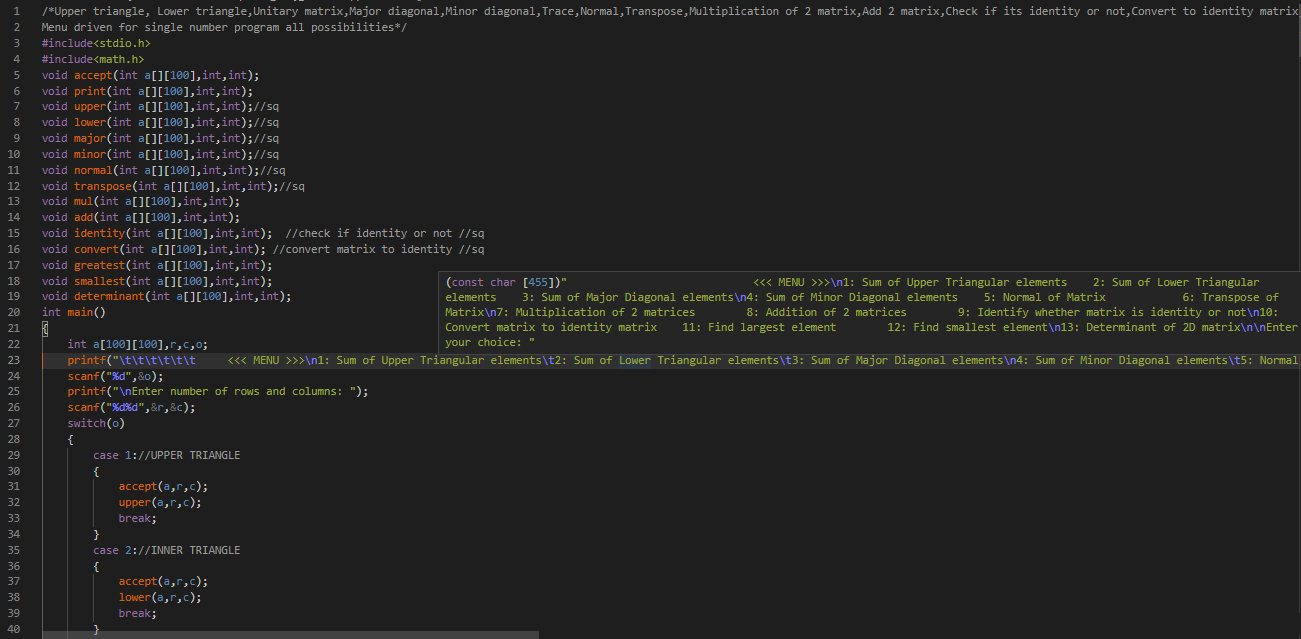 1 /*Upper triangle, Lower triangle,Unitary matrix,Major diagonal,Minor diagonal,Trace,Normal,Transpose,Multiplication of 2 matrix,Add 2 matrix,Check if its identity or not,Convert to identity matrix
2 Menu driven for single number program all possibilities*/
3 #include<stdio.h>
4 #include<math.h>
5 void accept(int a[][100],int,int);
6 void print(int a[][100],int,int);
7 void upper(int a[][100],int,int);//sq
8 void lower(int a[][100],int,int);//sq
9 void major(int a[][100],int,int);//sq
10 void minor(int a[][100],int,int);//sq
11 void normal(int a[][100],int,int);//sq
12 void transpose(int a[][100],int,int);//sq
13 void mul(int a[][100],int,int);
14 void add(int a[][100],int,int);
15 void identity(int a[][100],int,int);  //check if identity or not //sq
16 void convert(int a[][100],int,int); //convert matrix to identity //sq
17 void greatest(int a[][100],int,int);
18 void smallest(int a[][100],int,int);
19 void determinant(int a[][100],int,int);
(const char [455])"                             <<< MENU >>>\n1: Sum of Upper Triangular elements    2: Sum of Lower Triangular
elements    3: Sum of Major Diagonal elements\n4: Sum of Minor Diagonal elements    5: Normal of Matrix            6: Transpose of
Matrix\n7: Multiplication of 2 matrices        8: Addition of 2 matrices        9: Identify whether matrix is identity or not\n10:
Convert matrix to identity matrix    11: Find largest element        12: Find smallest element\n13: Determinant of 2D matrix\n\nEnter
your choice: "
20 int main()
21 {
22     int a[100][100],r,c,o;
23     printf("\t\t\t\t\t\t     <<< MENU >>>\n1: Sum of Upper Triangular elements\t2: Sum of Lower Triangular elements\t3: Sum of Major Diagonal elements\n4: Sum of Minor Diagonal elements\t5: Normal
24     scanf("%d",&o);
25     printf("\nEnter number of rows and columns: ");
26     scanf("%d%d",&r,&c);
27     switch(o)
28     {
29         case 1://UPPER TRIANGLE
30         {
31             accept(a,r,c);
32             upper(a,r,c);
33             break;
34         }
35         case 2://INNER TRIANGLE
36         {
37             accept(a,r,c);
38             lower(a,r,c);
39             break;
40         }